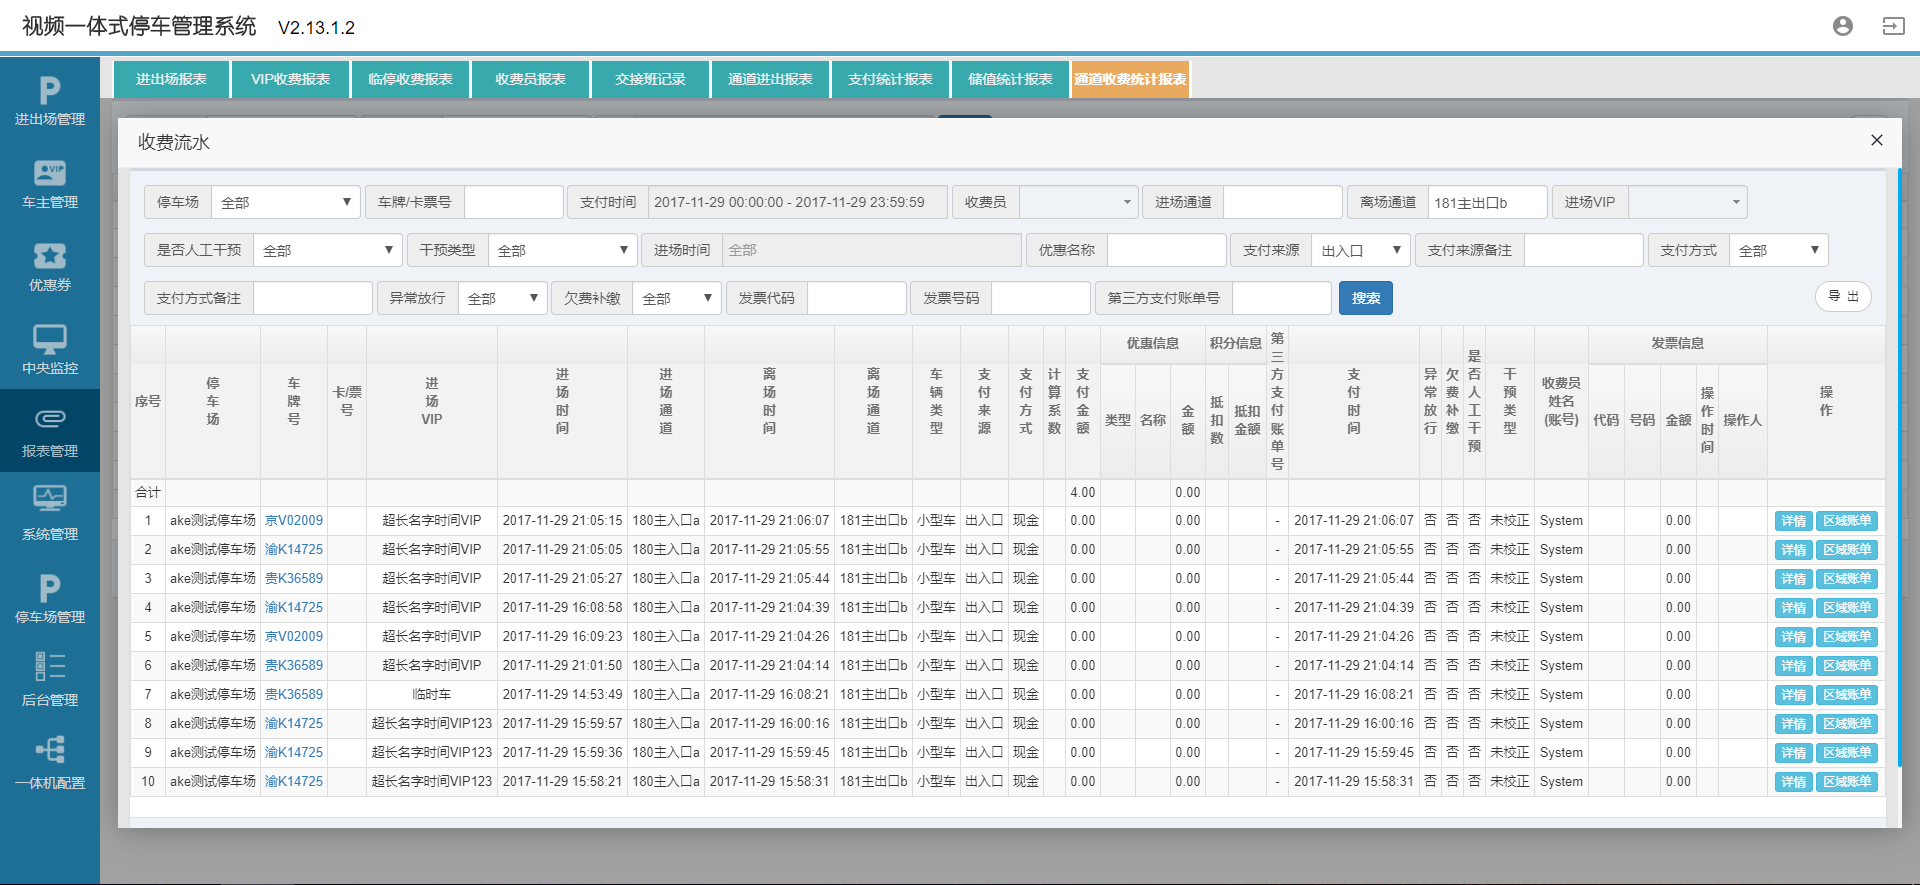 视频一体式停车管理系统 V2.13.1.2
进出场报表 VIP收费报表 临停收费报表 收费员报表 交接班记录 通道进出报表 支付统计报表 储值统计报表 通道收费统计报表
进出场管理
车主管理
优惠券
中央监控
报表管理
系统管理
停车场管理
后台管理
一体机配置
收费流水 ×
停车场 全部 车牌/卡票号 支付时间 2017-11-29 00:00:00 - 2017-11-29 23:59:59 收费员 进场通道 离场通道 181主出口b 进场VIP
是否人工干预 全部 干预类型 全部 进场时间 全部 优惠名称 支付来源 出入口 支付来源备注 支付方式 全部
支付方式备注 异常放行 全部 欠费补缴 全部 发票代码 发票号码 第三方支付账单号 搜索 导 出
序号 停车场 车牌号 卡/票号 进场VIP 进场时间 进场通道 离场时间 离场通道 车辆类型 支付来源 支付方式 计算系数 支付金额 优惠信息 类型 名称 金额 积分信息 抵扣数 抵扣金额 第三方支付账单号 支付时间 异常放行 欠费补缴 是否人工干预 干预类型 收费员姓名(账号) 发票信息 代码 号码 金额 操作时间 操作人 操作
合计 4.00 0.00
1 ake测试停车场 京V02009 超长名字时间VIP 2017-11-29 21:05:15 180主入口a 2017-11-29 21:06:07 181主出口b 小型车 出入口 现金 0.00 0.00 - 2017-11-29 21:06:07 否 否 否 未校正 System 0.00 详情 区域账单
2 ake测试停车场 渝K14725 超长名字时间VIP 2017-11-29 21:05:05 180主入口a 2017-11-29 21:05:55 181主出口b 小型车 出入口 现金 0.00 0.00 - 2017-11-29 21:05:55 否 否 否 未校正 System 0.00 详情 区域账单
3 ake测试停车场 贵K36589 超长名字时间VIP 2017-11-29 21:05:27 180主入口a 2017-11-29 21:05:44 181主出口b 小型车 出入口 现金 0.00 0.00 - 2017-11-29 21:05:44 否 否 否 未校正 System 0.00 详情 区域账单
4 ake测试停车场 渝K14725 超长名字时间VIP 2017-11-29 16:08:58 180主入口a 2017-11-29 21:04:39 181主出口b 小型车 出入口 现金 0.00 0.00 - 2017-11-29 21:04:39 否 否 否 未校正 System 0.00 详情 区域账单
5 ake测试停车场 京V02009 超长名字时间VIP 2017-11-29 16:09:23 180主入口a 2017-11-29 21:04:26 181主出口b 小型车 出入口 现金 0.00 0.00 - 2017-11-29 21:04:26 否 否 否 未校正 System 0.00 详情 区域账单
6 ake测试停车场 贵K36589 超长名字时间VIP 2017-11-29 21:01:50 180主入口a 2017-11-29 21:04:14 181主出口b 小型车 出入口 现金 0.00 0.00 - 2017-11-29 21:04:14 否 否 否 未校正 System 0.00 详情 区域账单
7 ake测试停车场 贵K36589 临时车 2017-11-29 14:53:49 180主入口a 2017-11-29 16:08:21 181主出口b 小型车 出入口 现金 0.00 0.00 - 2017-11-29 16:08:21 否 否 否 未校正 System 0.00 详情 区域账单
8 ake测试停车场 渝K14725 超长名字时间VIP123 2017-11-29 15:59:57 180主入口a 2017-11-29 16:00:16 181主出口b 小型车 出入口 现金 0.00 0.00 - 2017-11-29 16:00:16 否 否 否 未校正 System 0.00 详情 区域账单
9 ake测试停车场 渝K14725 超长名字时间VIP123 2017-11-29 15:59:36 180主入口a 2017-11-29 15:59:45 181主出口b 小型车 出入口 现金 0.00 0.00 - 2017-11-29 15:59:45 否 否 否 未校正 System 0.00 详情 区域账单
10 ake测试停车场 渝K14725 超长名字时间VIP123 2017-11-29 15:58:21 180主入口a 2017-11-29 15:58:31 181主出口b 小型车 出入口 现金 0.00 0.00 - 2017-11-29 15:58:31 否 否 否 未校正 System 0.00 详情 区域账单